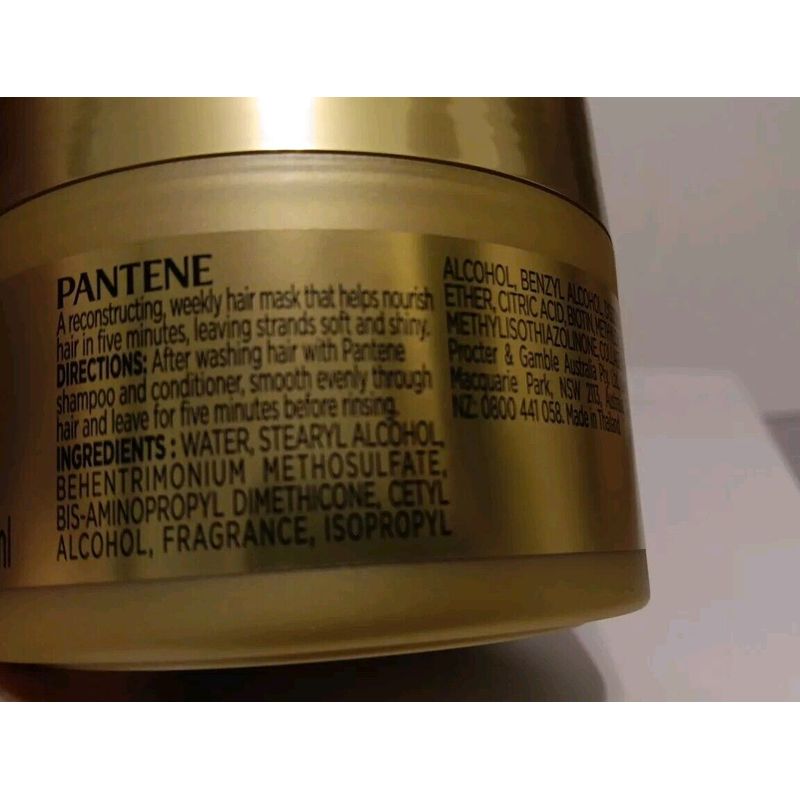 PANTENE
A reconstructing, weekly hair mask that helps nourish
hair in five minutes, leaving strands soft and shiny.
DIRECTIONS: After washing hair with Pantene
shampoo and conditioner, smooth evenly through
hair and leave for five minutes before rinsing.
INGREDIENTS : WATER, STEARYL ALCOHOL,
BEHENTRIMONIUM METHOSULFATE,
BIS-AMINOPROPYL DIMETHICONE, CETYL
ALCOHOL, FRAGRANCE, ISOPROPYL
ALCOHOL, BENZYL ALCOHOL,
ETHER, CITRIC ACID, BIOTIN,
METHYLISOTHIAZOLINONE,
Procter & Gamble Australia Pty.
Macquarie Park, NSW 2113, Australia
NZ: 0800 441 058. Made in Thailand
ml